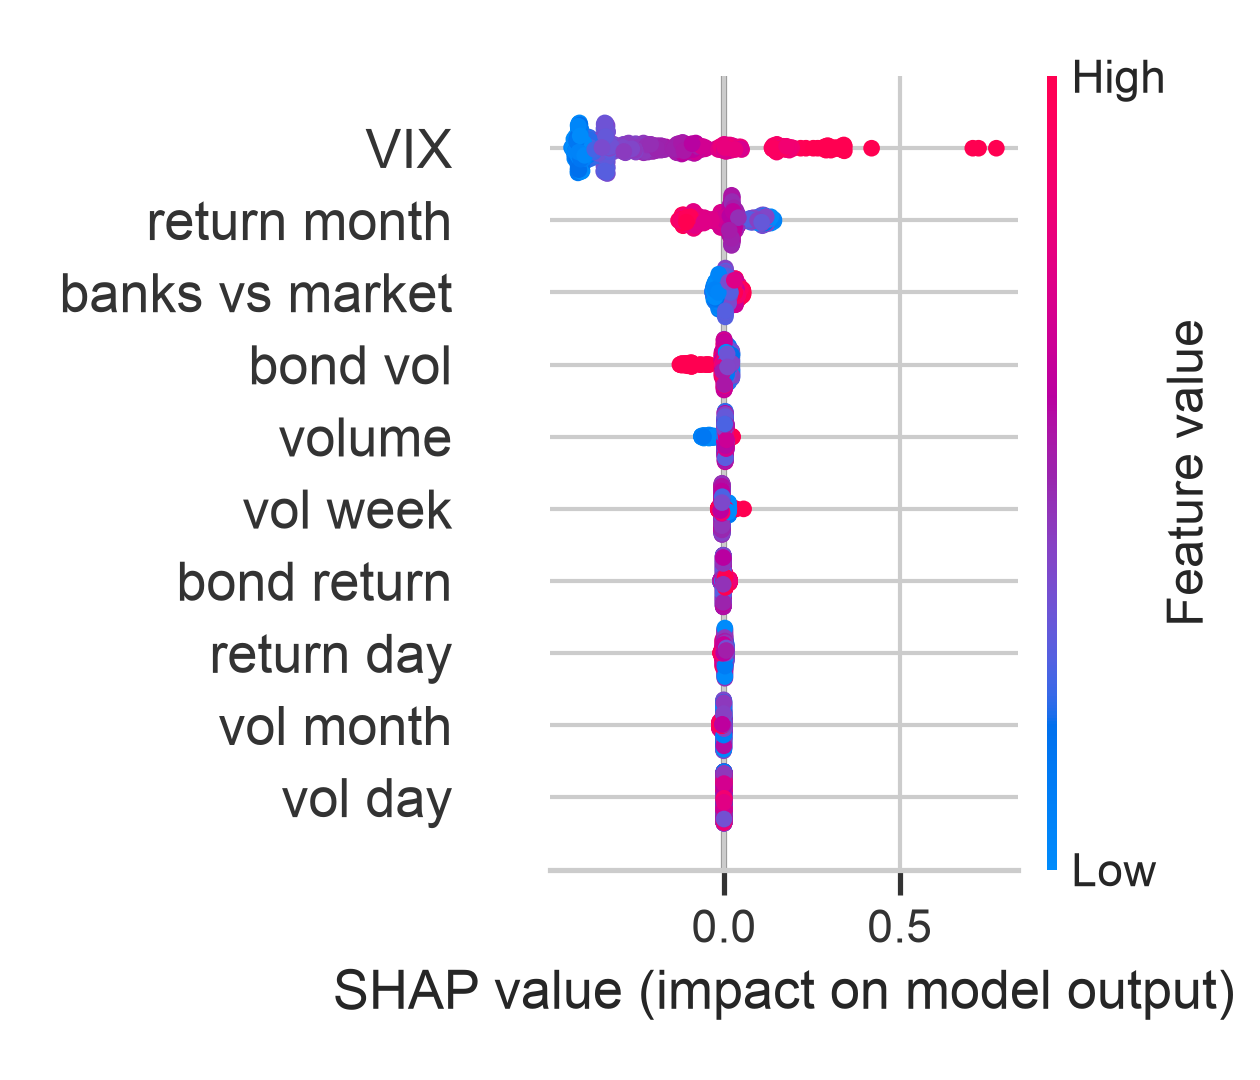 High
VIX
return month
banks vs market
bond vol
volume
vol week
bond return
return day
vol month
vol day
Feature value
Low
0.0 0.5
SHAP value (impact on model output)